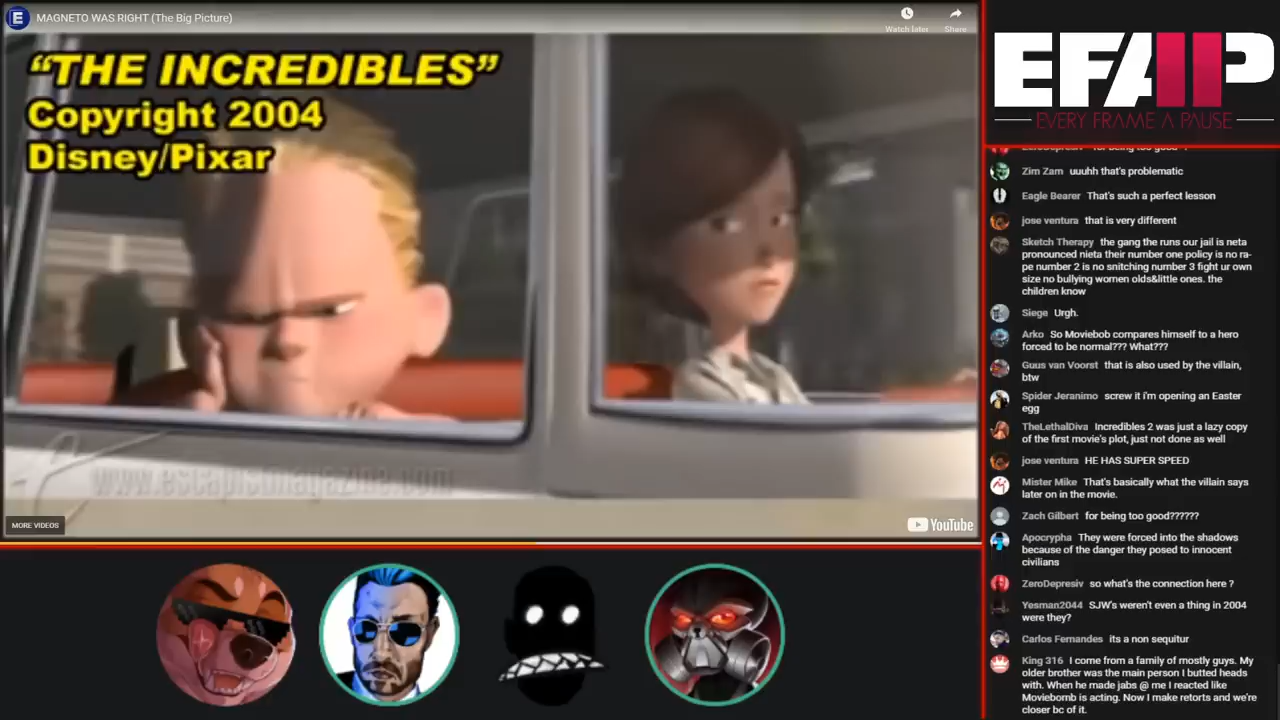 E MAGNETO WAS RIGHT (The Big Picture)
Watch later
Share
“THE INCREDIBLES”
Copyright 2004
Disney/Pixar
www.escapistmagazine.com
MORE VIDEOS
YouTube
EFAP
EVERY FRAME A PAUSE
Zim Zam uuuhh that's problematic
Eagle Bearer That's such a perfect lesson
jose ventura that is very different
Sketch Therapy the gang the runs our jail is neta
pronounced nieta their number one policy is no ra-
pe number 2 is no snitching number 3 fight ur own
size no bullying women olds&little ones. the
children know
Siege Urgh.
Arko So Moviebob compares himself to a hero
forced to be normal??? What???
Guus van Voorst that is also used by the villain,
btw
Spider Jeranimo screw it i'm opening an Easter
egg
TheLethalDiva Incredibles 2 was just a lazy copy
of the first movie's plot, just not done as well
jose ventura HE HAS SUPER SPEED
Mister Mike That's basically what the villain says
later on in the movie.
Zach Gilbert for being too good??????
Apocrypha They were forced into the shadows
because of the danger they posed to innocent
civilians
ZeroDepresiv so what's the connection here ?
Yesman2044 SJW's weren't even a thing in 2004
were they?
Carlos Fernandes its a non sequitur
King 316 I come from a family of mostly guys. My
older brother was the main person I butted heads
with. When he made jabs @ me I reacted like
Moviebomb is acting. Now I make retorts and we're
closer bc of it.